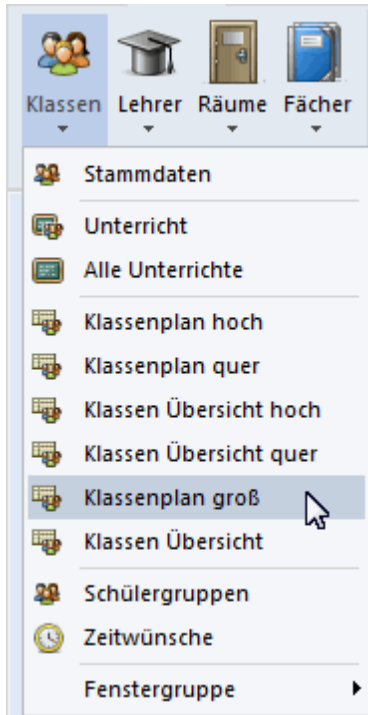 Klassen Lehrer Räume Fächer
Stammdaten
Unterricht
Alle Unterrichte
Klassenplan hoch
Klassenplan quer
Klassen Übersicht hoch
Klassen Übersicht quer
Klassenplan groß
Klassen Übersicht
Schülergruppen
Zeitwünsche
Fenstergruppe